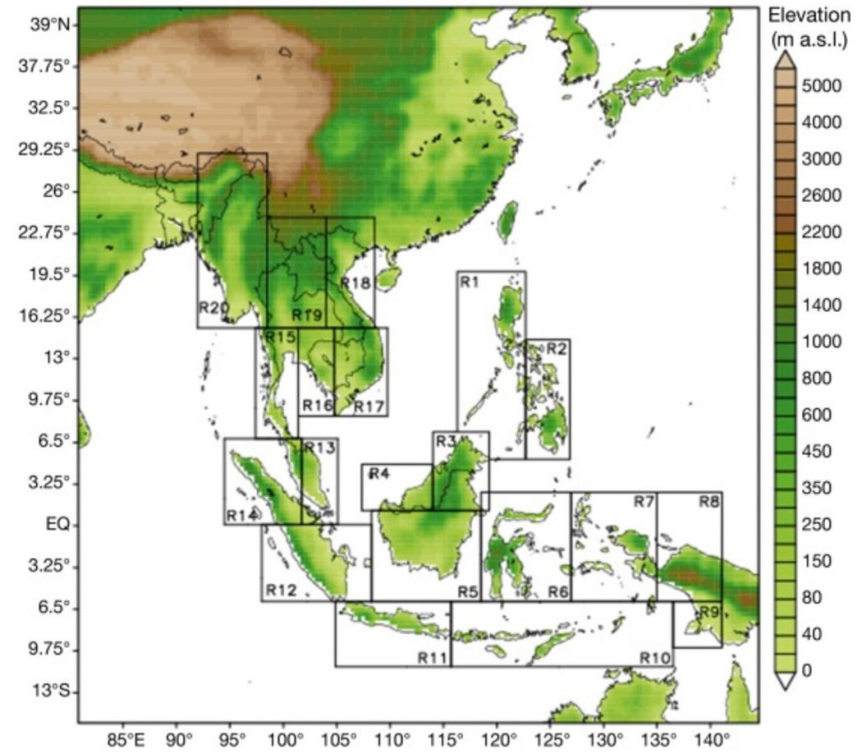 Elevation
(m a.s.l.)
39°N
37.75°
32.5°
29.25°
26°
22.75°
19.5°
16.25°
13°
9.75°
6.5°
3.25°
EQ
3.25°
6.5°
9.75°
13°S
85°E 90° 95° 100° 105° 110° 115° 120° 125° 130° 135° 140°
5000
4000
3000
2600
2200
1800
1400
1000
800
600
450
350
250
150
80
40
0
R1
R18
R20
R19
R15
R2
R16
R17
R3
R13
R4
R14
R7
R8
R12
R5
R6
R9
R11
R10